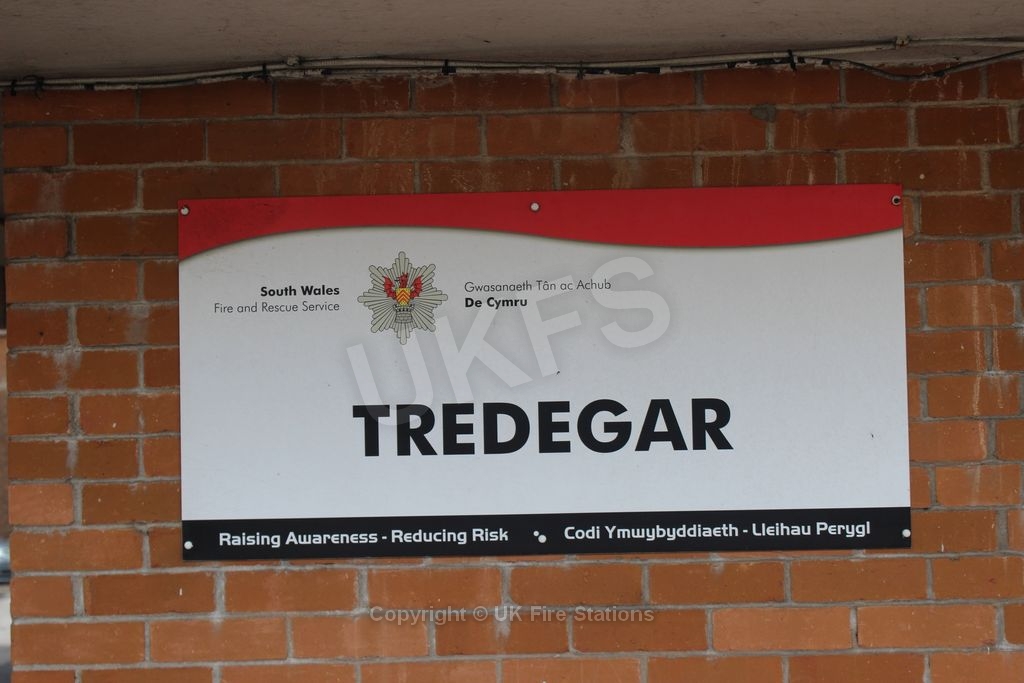 South Wales
Fire and Rescue Service
Gwasanaeth Tân ac Achub
De Cymru
UKFS
TREDEGAR
Raising Awareness - Reducing Risk
Codi Ymwybyddiaeth - Lleihau Perygl
Copyright © UK Fire Stations